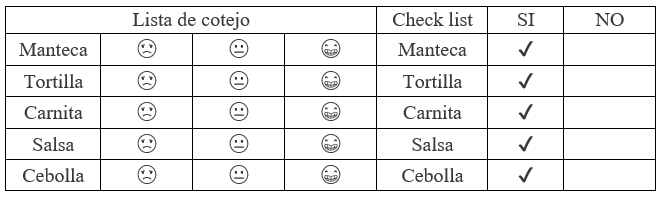 Lista de cotejo Check list SI NO
Manteca 😠 😐 😁 Manteca ✓
Tortilla 😠 😐 😁 Tortilla ✓
Carnita 😠 😐 😁 Carnita ✓
Salsa 😠 😐 😁 Salsa ✓
Cebolla 😠 😐 😁 Cebolla ✓